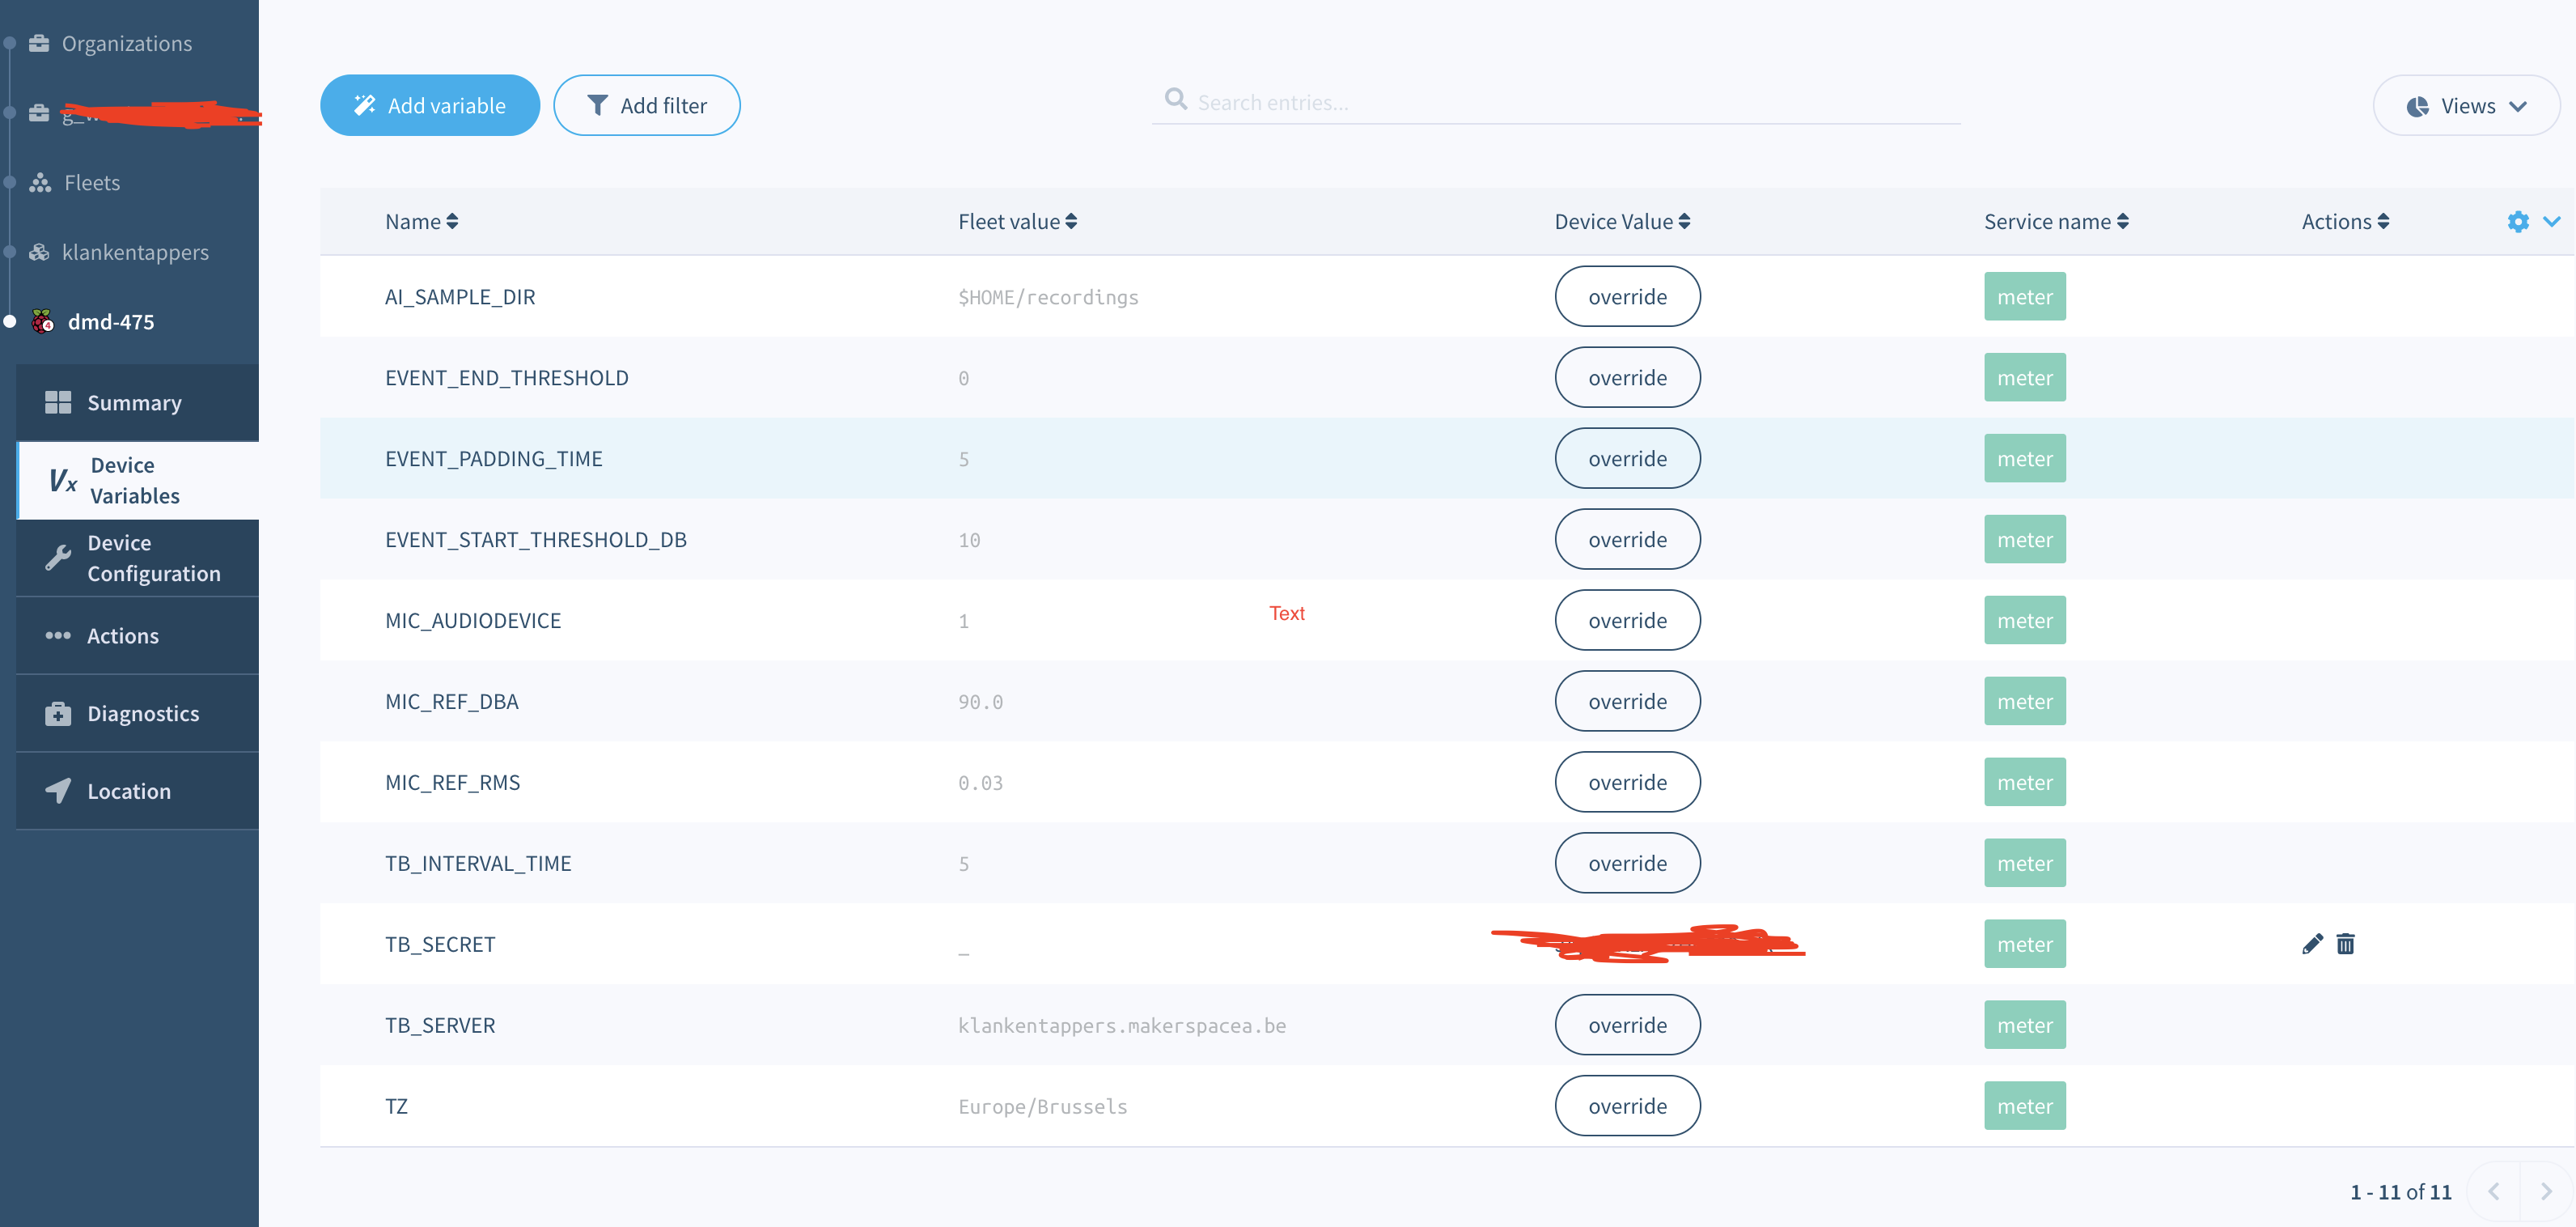 Organizations
Fleets
klankentappers
dmd-475
Summary
Vx Device
Variables
Device
Configuration
Actions
Diagnostics
Location
Add variable
Add filter
Search entries...
Views
Name Fleet value Device Value Service name Actions
AI_SAMPLE_DIR $HOME/recordings override meter
EVENT_END_THRESHOLD 0 override meter
EVENT_PADDING_TIME 5 override meter
EVENT_START_THRESHOLD_DB 10 override meter
MIC_AUDIODEVICE 1 Text override meter
MIC_REF_DBA 90.0 override meter
MIC_REF_RMS 0.03 override meter
TB_INTERVAL_TIME 5 override meter
TB_SECRET _ meter
TB_SERVER klankentappers.makerspacea.be override meter
TZ Europe/Brussels override meter
1 - 11 of 11